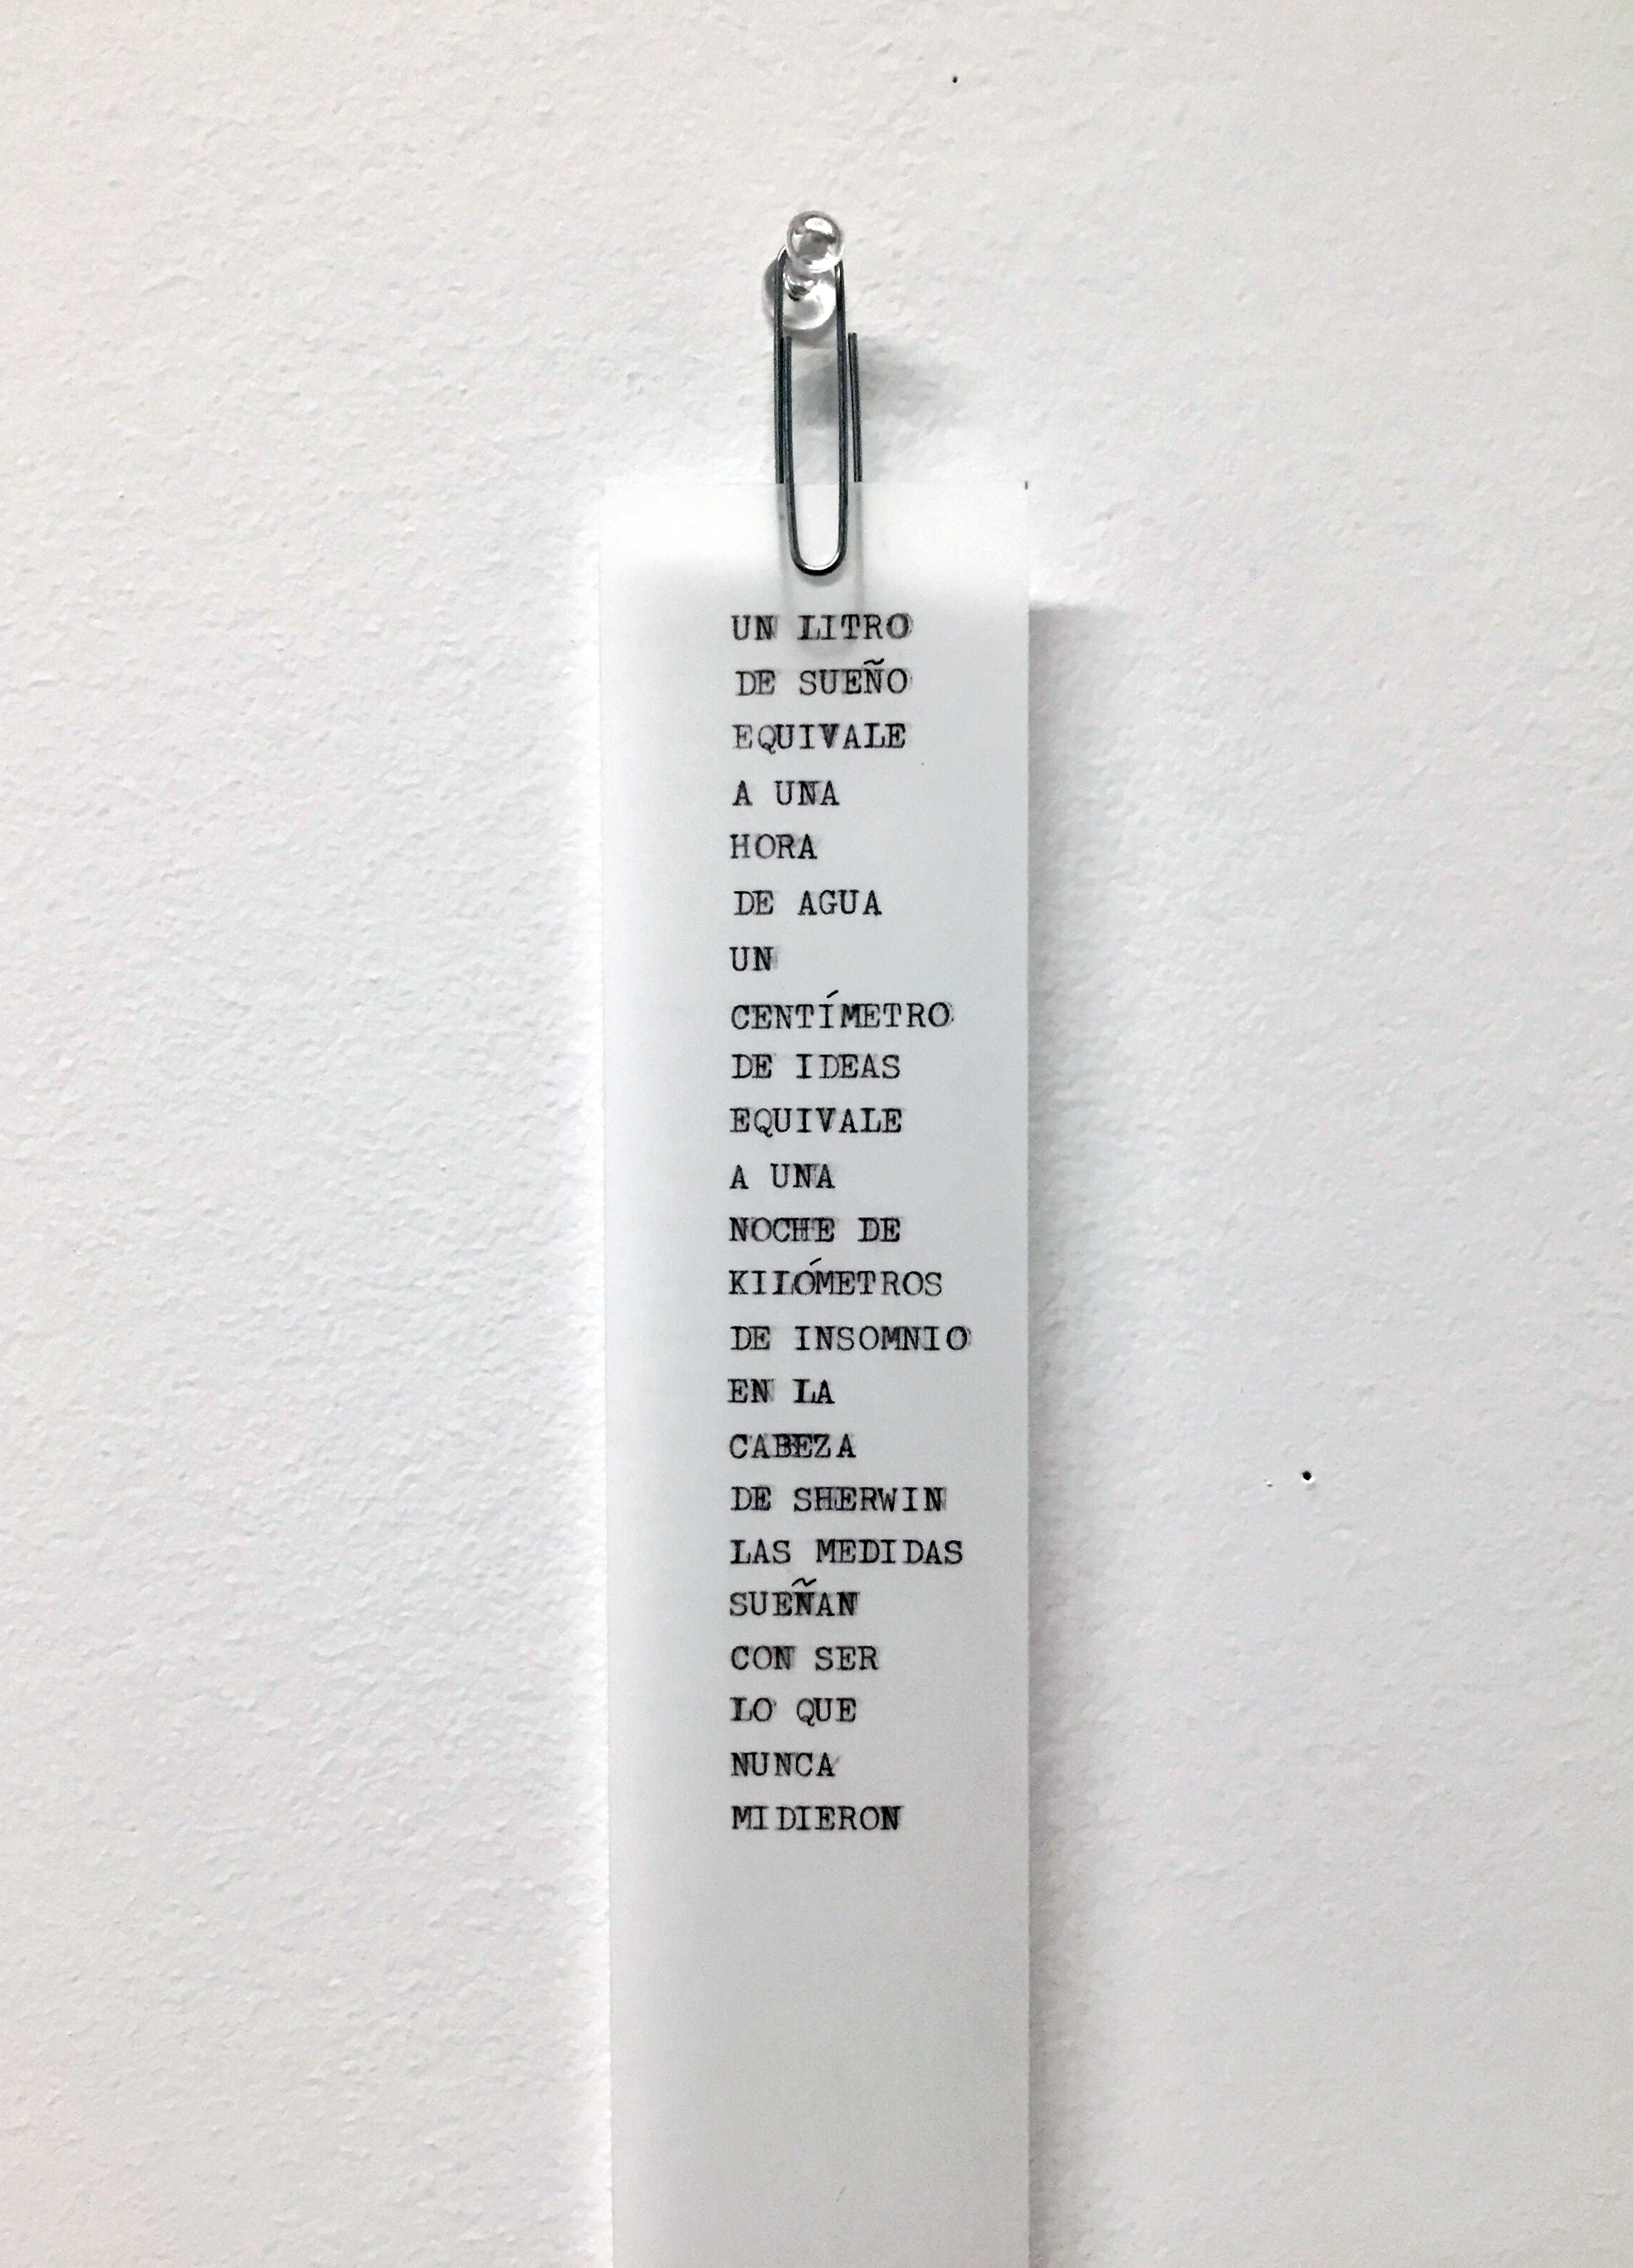 UN LITRO
DE SUEÑO
EQUIVALE
A UNA
HORA
DE AGUA
UN
CENTÍMETRO
DE IDEAS
EQUIVALE
A UNA
NOCHE DE
KILÓMETROS
DE INSOMNIO
EN LA
CABEZA
DE SHERWIN
LAS MEDIDAS
SUEÑAN
CON SER
LO QUE
NUNCA
MIDIERON